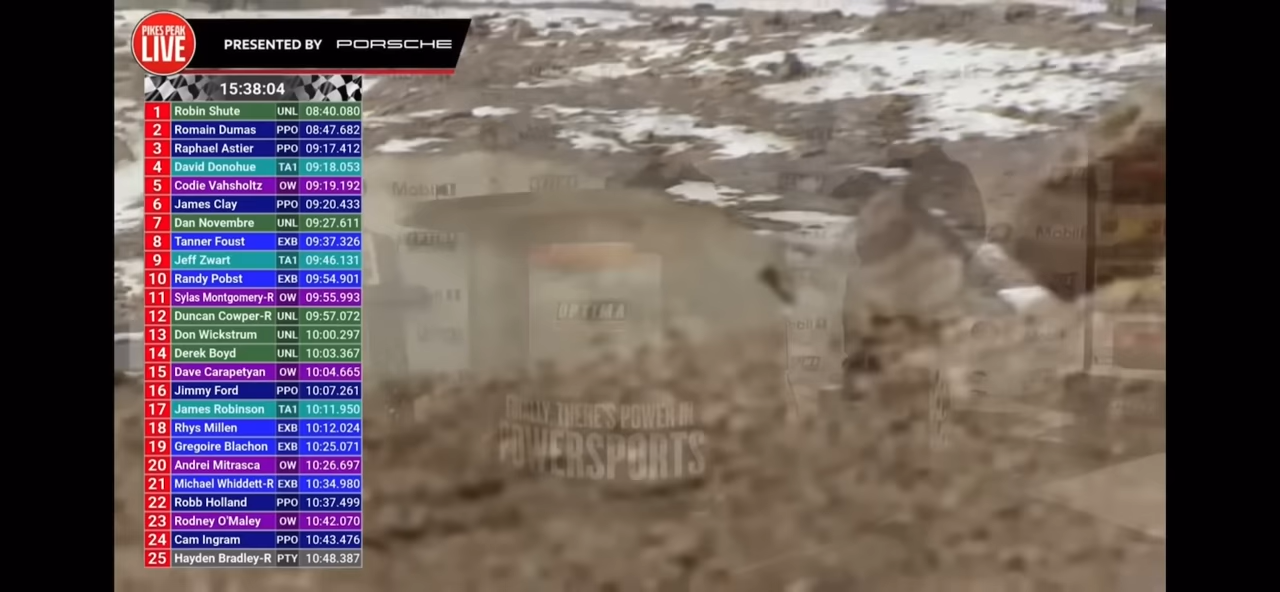 PIKES PEAK
LIVE
PRESENTED BY PORSCHE
15:38:04
1 Robin Shute UNL 08:40.080
2 Romain Dumas PPO 08:47.682
3 Raphael Astier PPO 09:17.412
4 David Donohue TA1 09:18.053
5 Codie Vahsholtz OW 09:19.192
6 James Clay PPO 09:20.433
7 Dan Novembre UNL 09:27.611
8 Tanner Foust EXB 09:37.326
9 Jeff Zwart TA1 09:46.131
10 Randy Pobst EXB 09:54.901
11 Sylas Montgomery-R OW 09:55.993
12 Duncan Cowper-R UNL 09:57.072
13 Don Wickstrum UNL 10:00.297
14 Derek Boyd UNL 10:03.367
15 Dave Carapetyan OW 10:04.665
16 Jimmy Ford PPO 10:07.261
17 James Robinson TA1 10:11.950
18 Rhys Millen EXB 10:12.024
19 Gregoire Blachon EXB 10:25.071
20 Andrei Mitrasca OW 10:26.697
21 Michael Whiddett-R EXB 10:34.980
22 Robb Holland PPO 10:37.499
23 Rodney O'Maley OW 10:42.070
24 Cam Ingram PPO 10:43.476
25 Hayden Bradley-R PTY 10:48.387
Mobil 1
OPTIMA
FINALLY, THERE'S POWER IN
POWERSPORTS